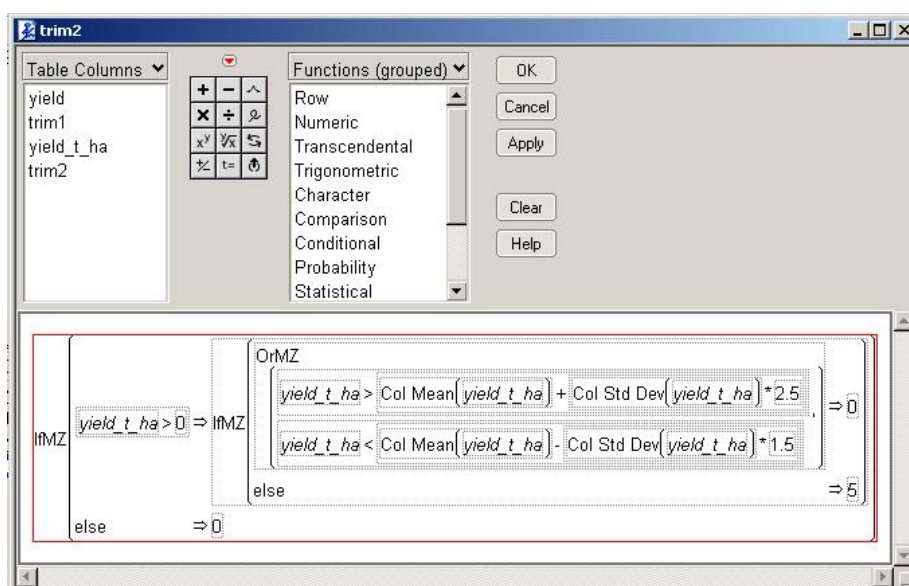 trim2
Table Columns
yield
trim1
yield_t_ha
trim2
+ −
× ÷
xʸ ʸ√x
+/− t=
Functions (grouped)
Row
Numeric
Transcendental
Trigonometric
Character
Comparison
Conditional
Probability
Statistical
OK
Cancel
Apply
Clear
Help
OrMZ
yield_t_ha > Col Mean(yield_t_ha) + Col Std Dev(yield_t_ha) * 2.5 ,
yield_t_ha > 0 ⇒ IfMZ ⇒ 0
IfMZ
yield_t_ha < Col Mean(yield_t_ha) - Col Std Dev(yield_t_ha) * 1.5
else ⇒ 5
else ⇒ 0